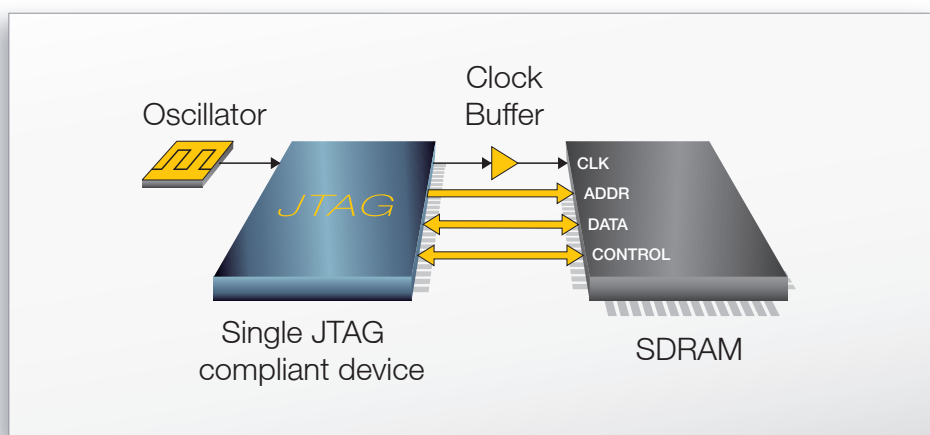 Clock
Buffer
Oscillator
CLK
JTAG
ADDR
DATA
CONTROL
Single JTAG
compliant device
SDRAM